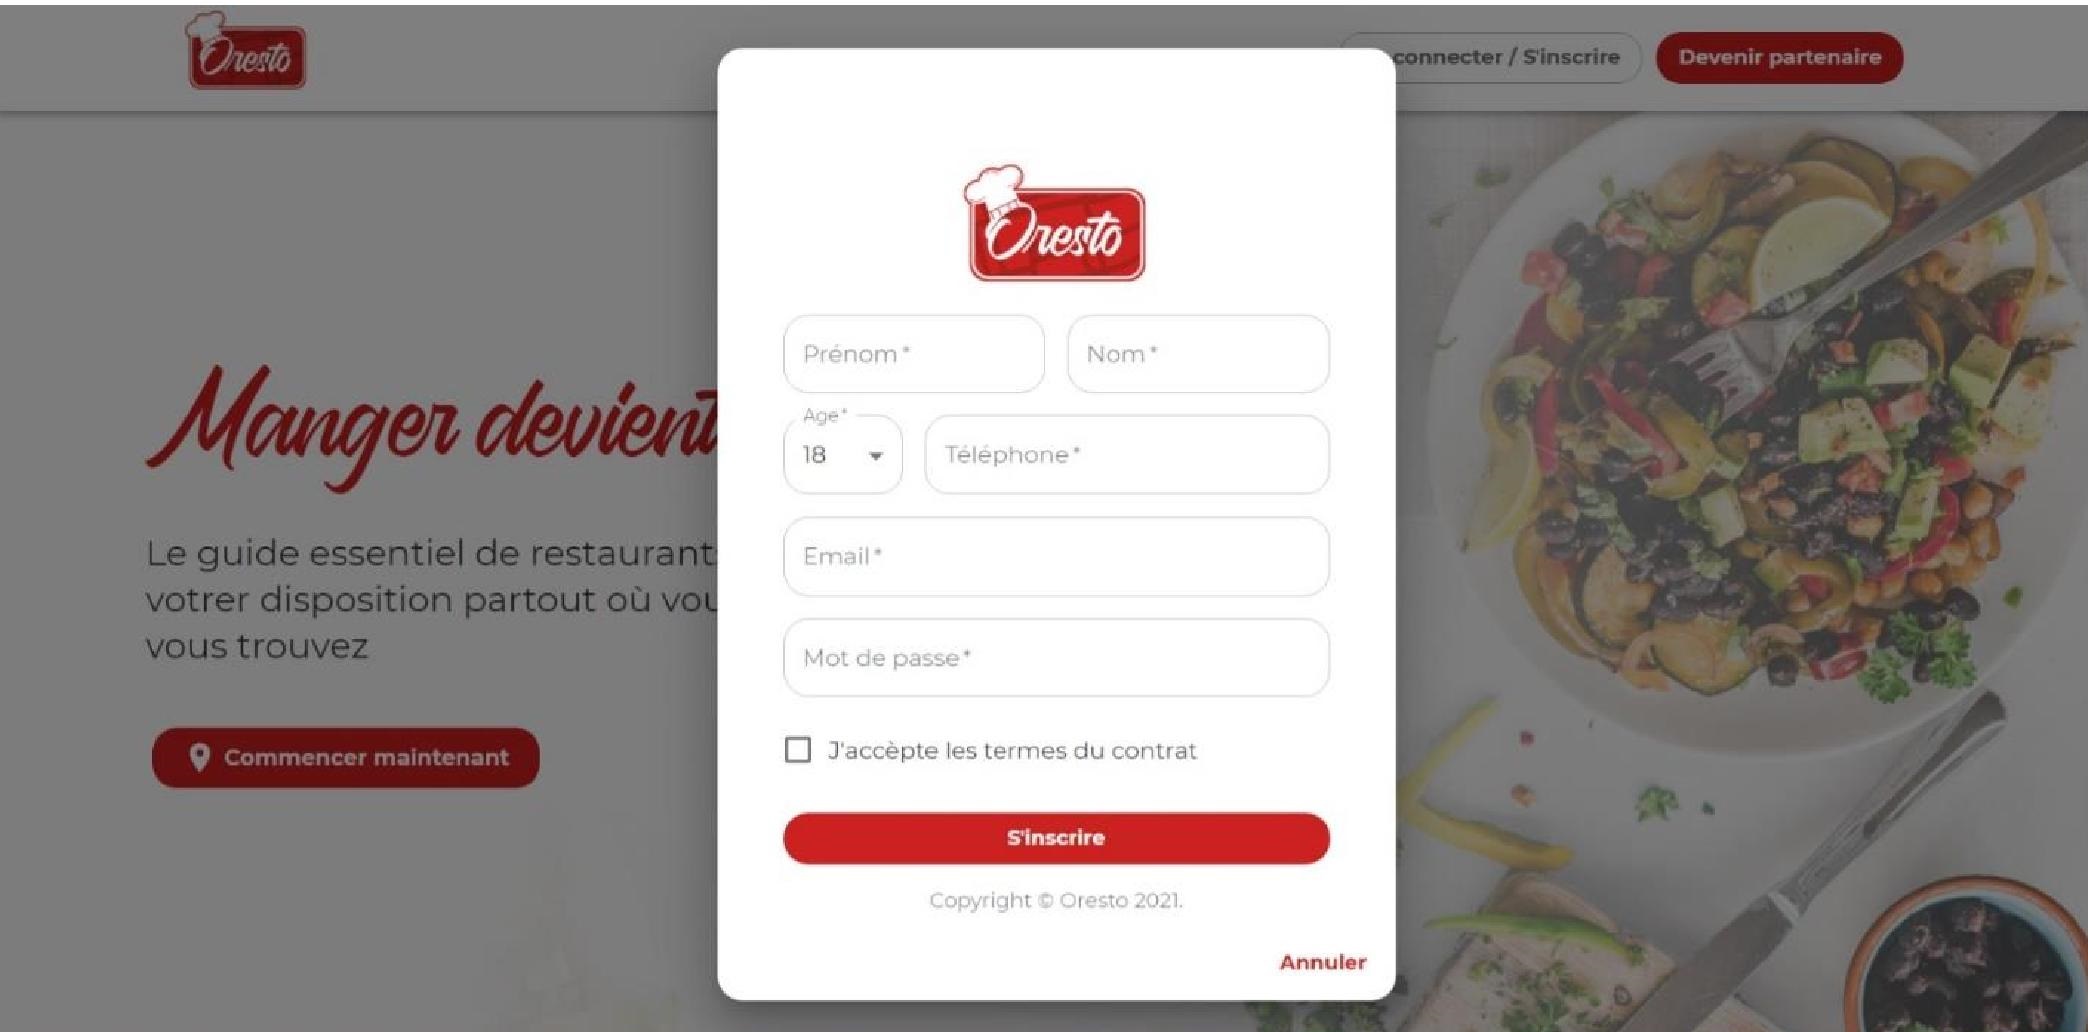 Oresto
connecter / S'inscrire
Devenir partenaire
Oresto
Prénom *
Nom *
Age *
18
Téléphone *
Manger devient
Email *
Le guide essentiel de restaurant
votrer disposition partout où vou
vous trouvez
Mot de passe *
J'accèpte les termes du contrat
Commencer maintenant
S'inscrire
Copyright © Oresto 2021.
Annuler